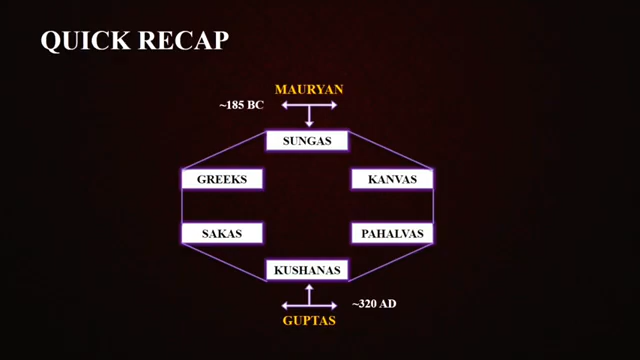 QUICK RECAP
MAURYAN
~185 BC
SUNGAS
GREEKS
KANVAS
SAKAS
PAHALVAS
KUSHANAS
~320 AD
GUPTAS